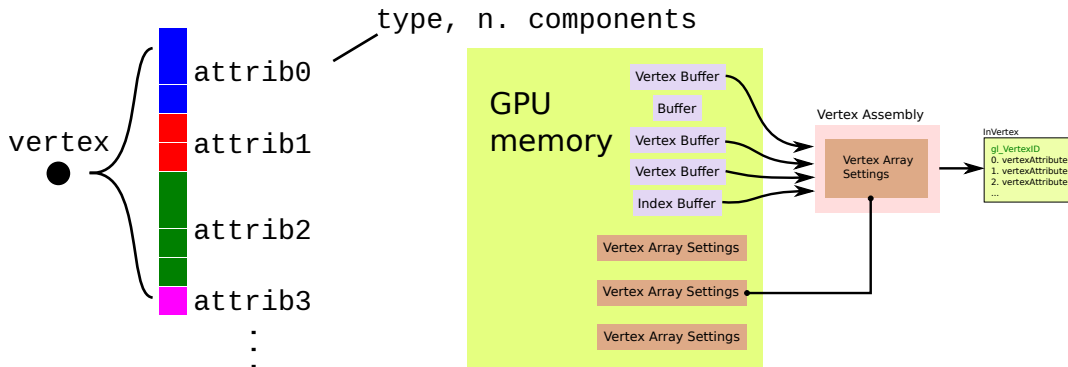 type, n. components
attrib0
attrib1
vertex
attrib2
attrib3
.
.
.
GPU
memory
Vertex Buffer
Buffer
Vertex Buffer
Vertex Buffer
Index Buffer
Vertex Array Settings
Vertex Array Settings
Vertex Array Settings
Vertex Assembly
Vertex Array
Settings
InVertex
gl_VertexID
0. vertexAttribute
1. vertexAttribute
2. vertexAttribute
...